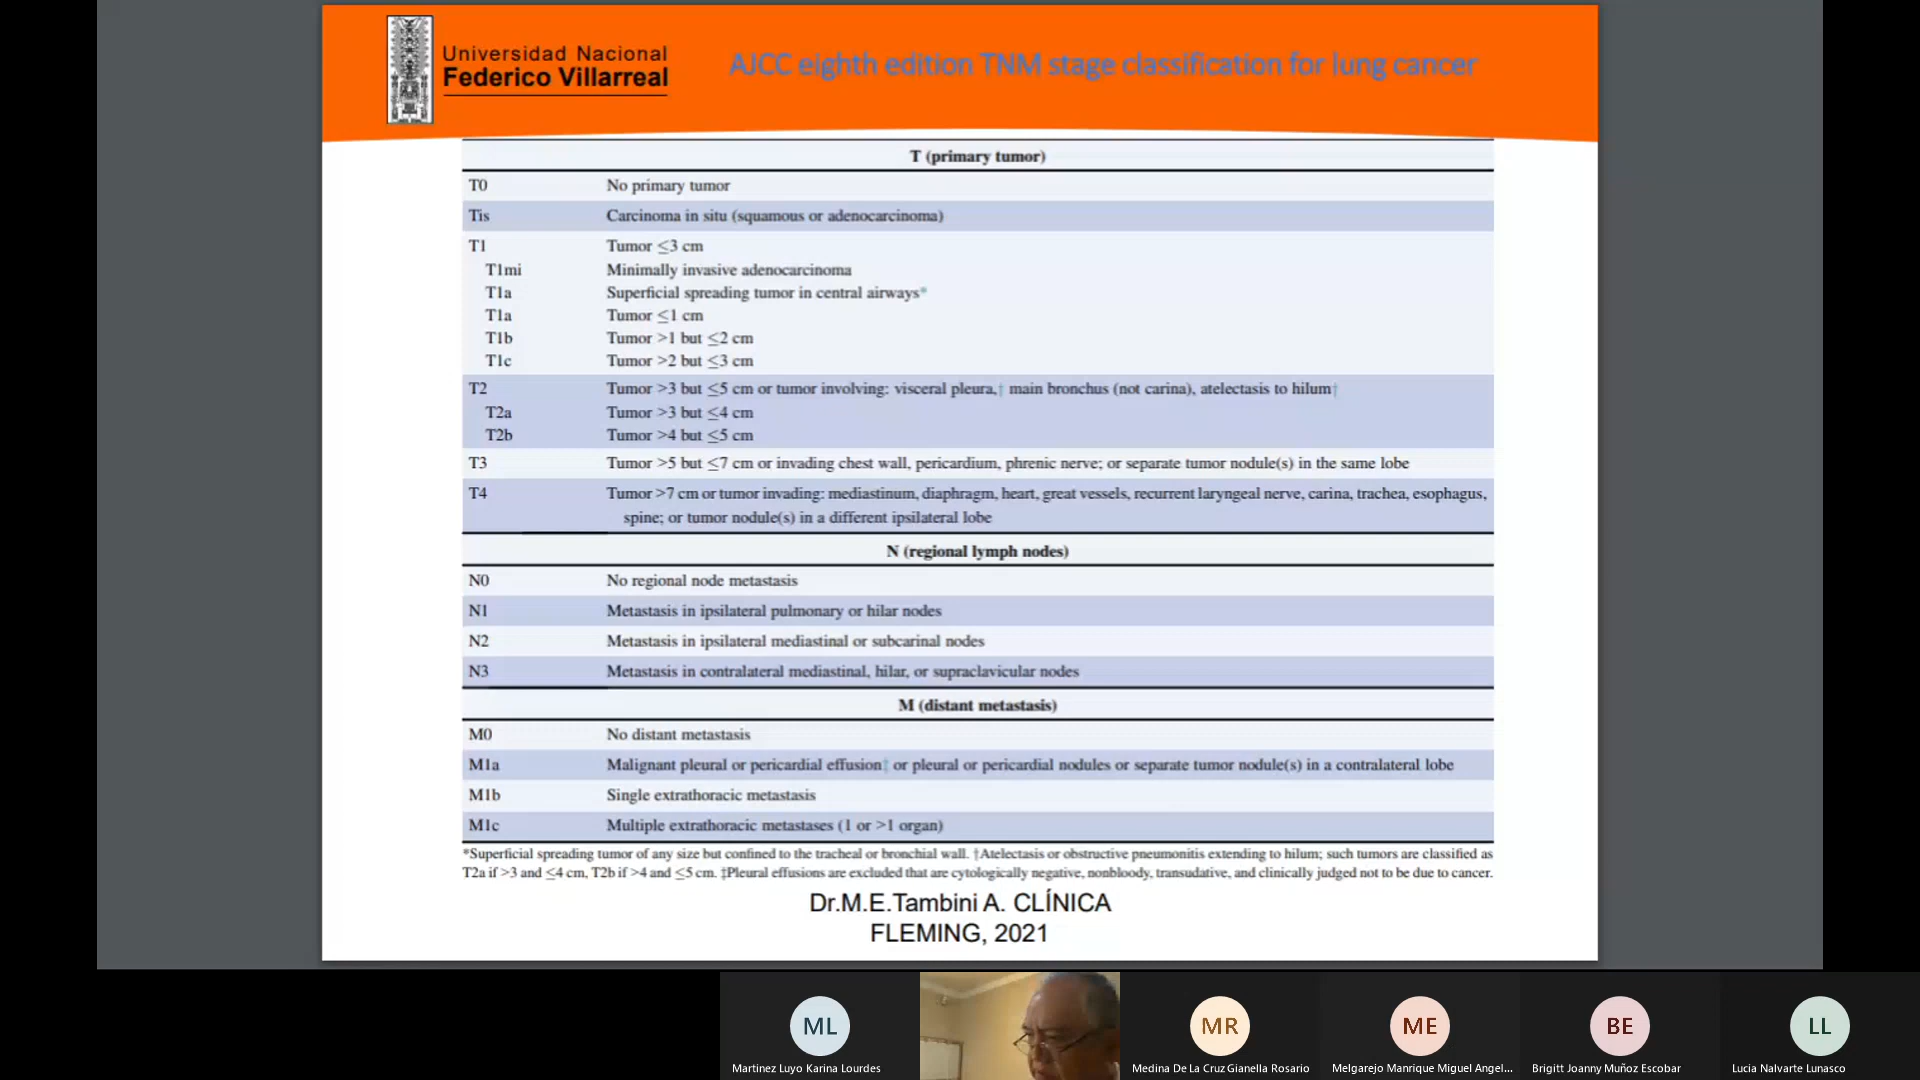 Universidad Nacional
Federico Villarreal
AJCC eighth edition TNM stage classification for lung cancer
T (primary tumor)
T0 No primary tumor
Tis Carcinoma in situ (squamous or adenocarcinoma)
T1 Tumor ≤3 cm
T1mi Minimally invasive adenocarcinoma
T1a Superficial spreading tumor in central airways*
T1a Tumor ≤1 cm
T1b Tumor >1 but ≤2 cm
T1c Tumor >2 but ≤3 cm
T2 Tumor >3 but ≤5 cm or tumor involving: visceral pleura,† main bronchus (not carina), atelectasis to hilum†
T2a Tumor >3 but ≤4 cm
T2b Tumor >4 but ≤5 cm
T3 Tumor >5 but ≤7 cm or invading chest wall, pericardium, phrenic nerve; or separate tumor nodule(s) in the same lobe
T4 Tumor >7 cm or tumor invading: mediastinum, diaphragm, heart, great vessels, recurrent laryngeal nerve, carina, trachea, esophagus,
spine; or tumor nodule(s) in a different ipsilateral lobe
N (regional lymph nodes)
N0 No regional node metastasis
N1 Metastasis in ipsilateral pulmonary or hilar nodes
N2 Metastasis in ipsilateral mediastinal or subcarinal nodes
N3 Metastasis in contralateral mediastinal, hilar, or supraclavicular nodes
M (distant metastasis)
M0 No distant metastasis
M1a Malignant pleural or pericardial effusion‡ or pleural or pericardial nodules or separate tumor nodule(s) in a contralateral lobe
M1b Single extrathoracic metastasis
M1c Multiple extrathoracic metastases (1 or >1 organ)
*Superficial spreading tumor of any size but confined to the tracheal or bronchial wall. †Atelectasis or obstructive pneumonitis extending to hilum; such tumors are classified as
T2a if >3 and ≤4 cm, T2b if >4 and ≤5 cm. ‡Pleural effusions are excluded that are cytologically negative, nonbloody, transudative, and clinically judged not to be due to cancer.
Dr.M.E.Tambini A. CLÍNICA
FLEMING, 2021
ML
MR
ME
BE
LL
Martinez Luyo Karina Lourdes
Medina De La Cruz Gianella Rosario
Melgarejo Manrique Miguel Angel...
Brigitt Joanny Muñoz Escobar
Lucia Nalvarte Lunasco